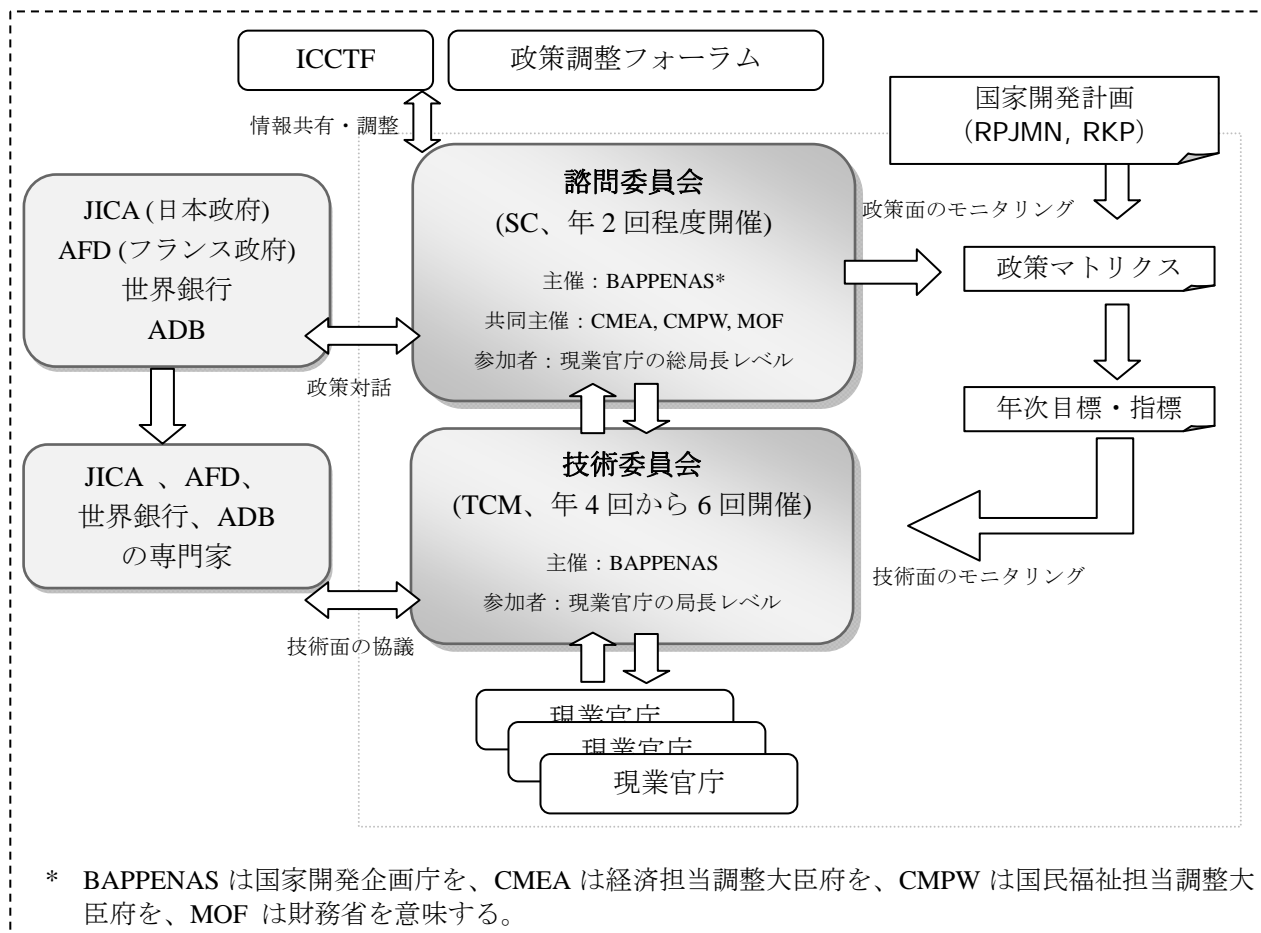 ICCTF
政策調整フォーラム
国家開発計画
（RPJMN, RKP）
情報共有・調整
諮問委員会
(SC、年 2 回程度開催)
主催：BAPPENAS*
共同主催：CMEA, CMPW, MOF
参加者：現業官庁の総局長レベル
JICA (日本政府)
AFD (フランス政府)
世界銀行
ADB
政策面のモニタリング
政策マトリクス
政策対話
年次目標・指標
JICA 、AFD、
世界銀行、ADB
の専門家
技術委員会
(TCM、年 4 回から 6 回開催)
主催：BAPPENAS
参加者：現業官庁の局長レベル
技術面のモニタリング
技術面の協議
現業官庁
現業官庁
現業官庁
* BAPPENAS は国家開発企画庁を、CMEA は経済担当調整大臣府を、CMPW は国民福祉担当調整大
臣府を、MOF は財務省を意味する。